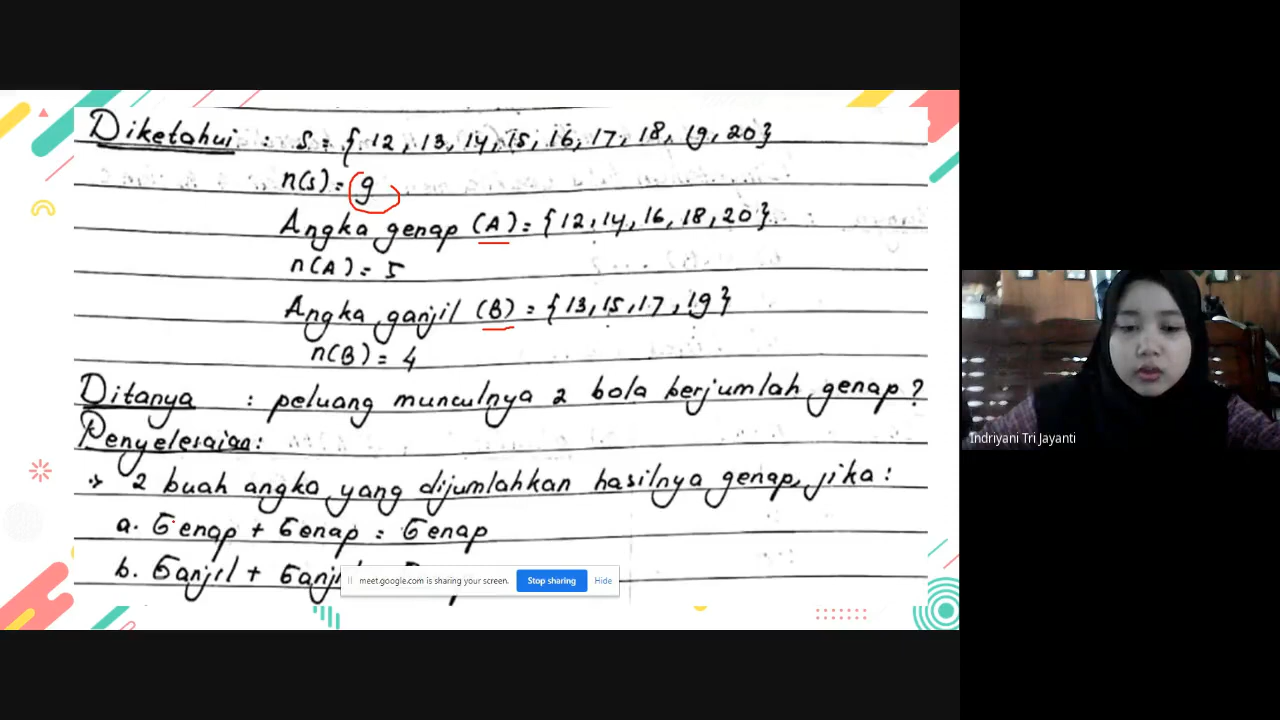 Diketahui : S = {12, 13, 14, 15, 16, 17, 18, 19, 20}
n(s) = 9
Angka genap (A) = {12, 14, 16, 18, 20}
n(A) = 5
Angka ganjil (B) = {13, 15, 17, 19}
n(B) = 4
Ditanya : peluang munculnya 2 bola berjumlah genap?
Penyelesaian:
→ 2 buah angka yang dijumlahkan hasilnya genap, jika :
a. Genap + Genap = Genap
b. Ganjil +
meet.google.com is sharing your screen. Stop sharing Hide
Indriyani Tri Jayanti